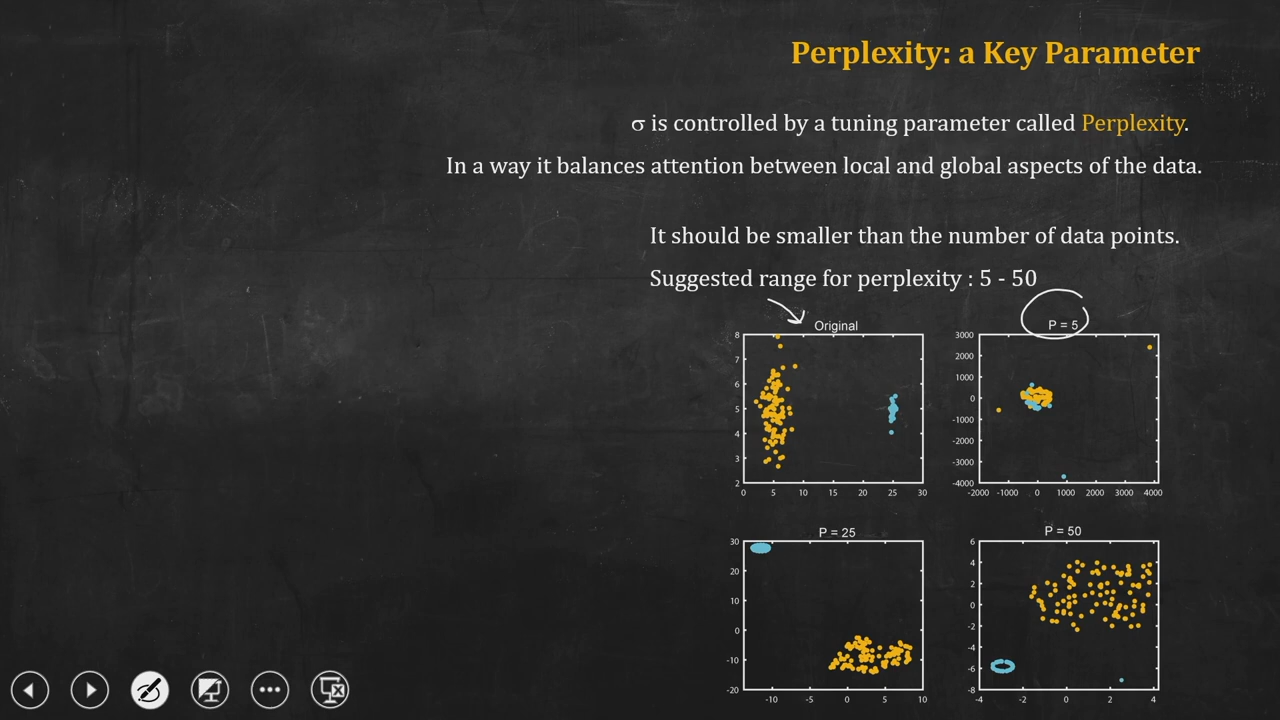 Perplexity: a Key Parameter
σ is controlled by a tuning parameter called Perplexity.
In a way it balances attention between local and global aspects of the data.
It should be smaller than the number of data points.
Suggested range for perplexity : 5 - 50
Original
8
7
6
5
4
3
2
0 5 10 15 20 25 30
P = 5
3000
2000
1000
0
-1000
-2000
-3000
-4000
-2000 -1000 0 1000 2000 3000 4000
P = 25
30
20
10
0
-10
-20
-10 -5 0 5 10
P = 50
6
4
2
0
-2
-4
-6
-8
-4 -2 0 2 4